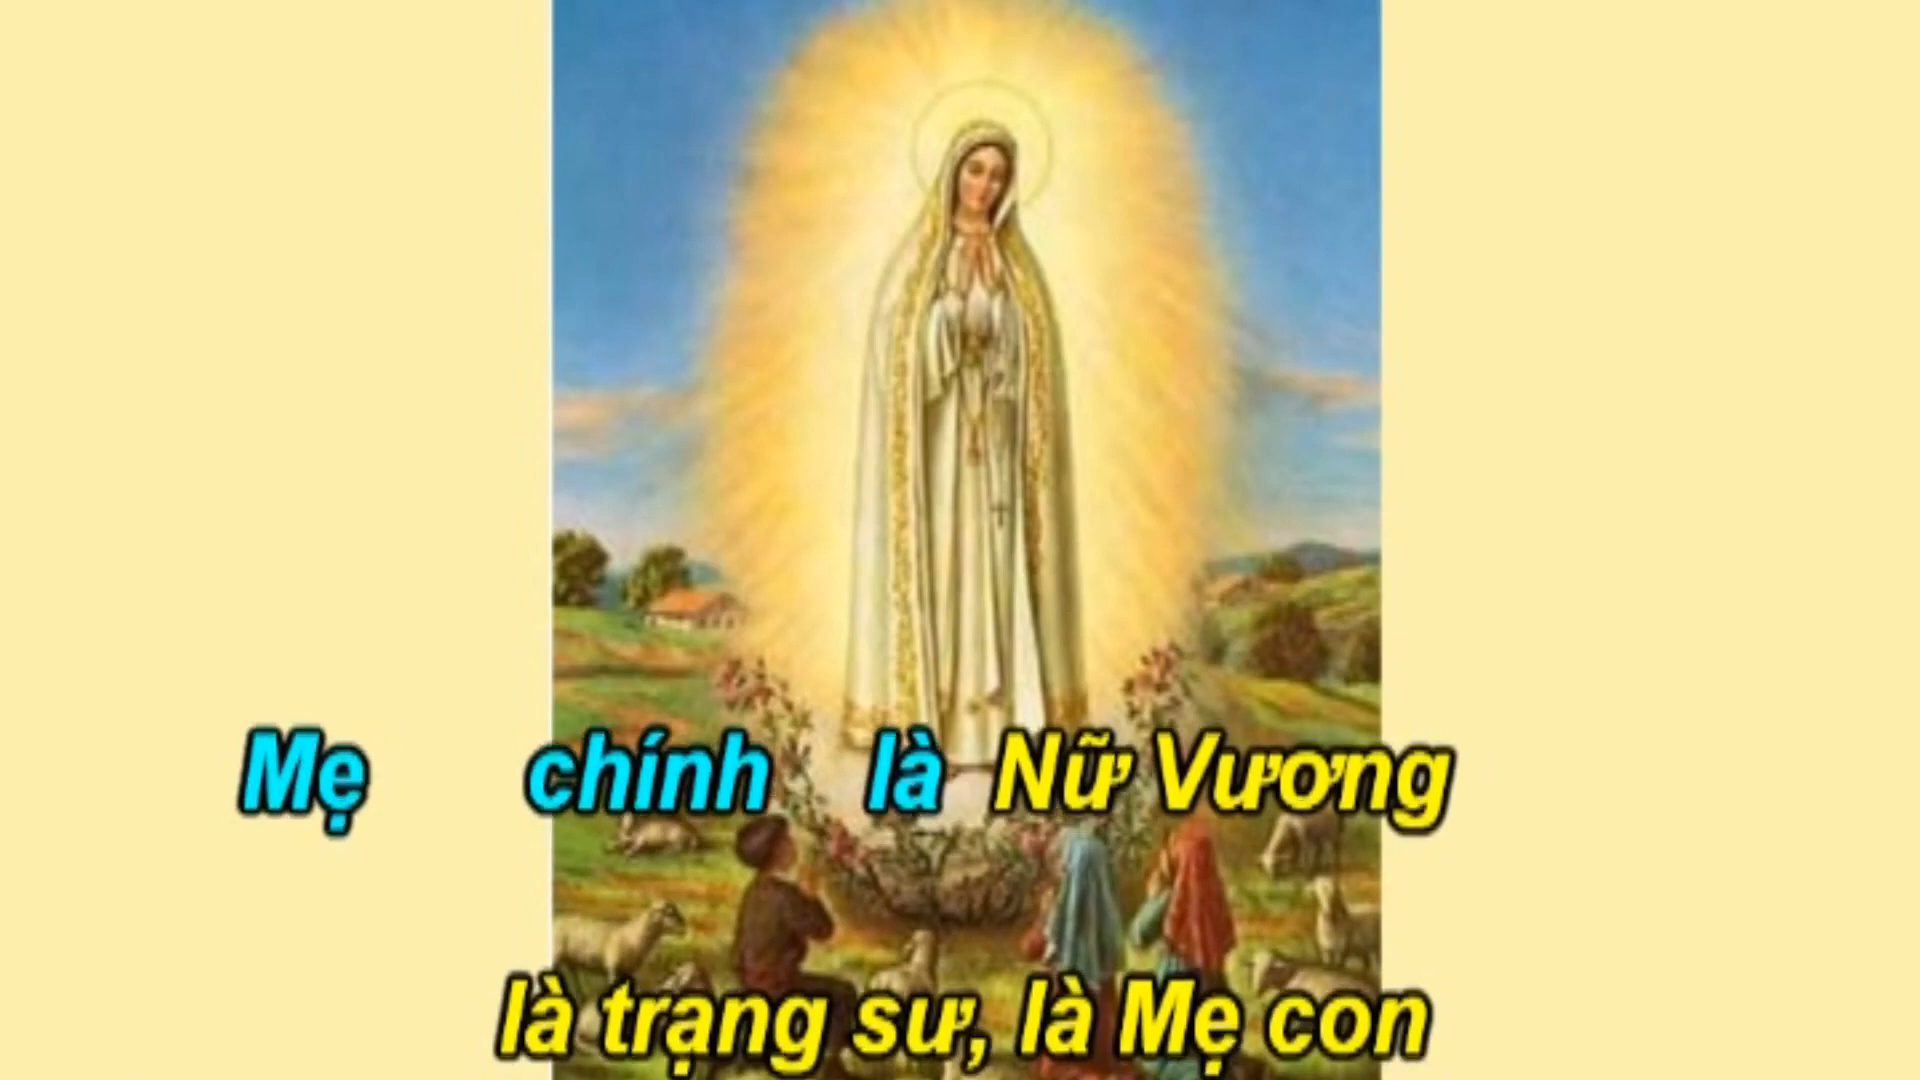 Mẹ chính là Nữ Vương
là trạng sư, là Mẹ con